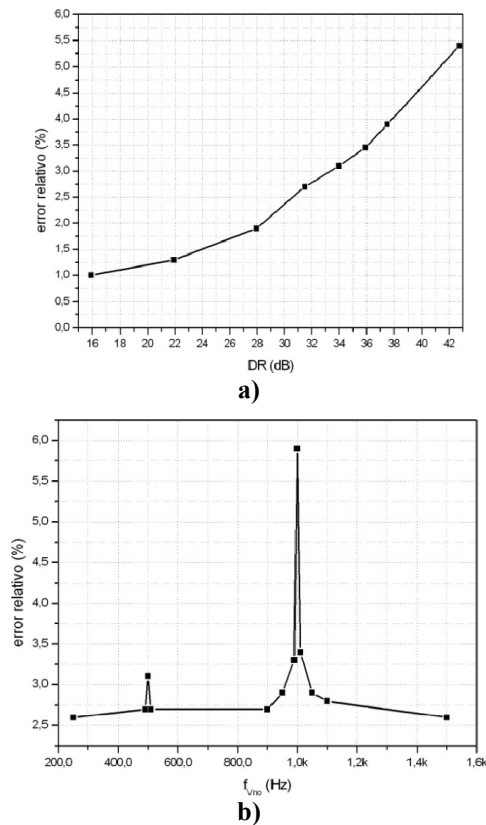 6,0
5,5
5,0
4,5
4,0
3,5
3,0
2,5
2,0
1,5
1,0
0,5
0,0
error relativo (%)
16 18 20 22 24 26 28 30 32 34 36 38 40 42
DR (dB)
a)
6,0
5,5
5,0
4,5
4,0
3,5
3,0
2,5
error relativo (%)
200,0 400,0 600,0 800,0 1,0k 1,2k 1,4k 1,6k
fVno (Hz)
b)